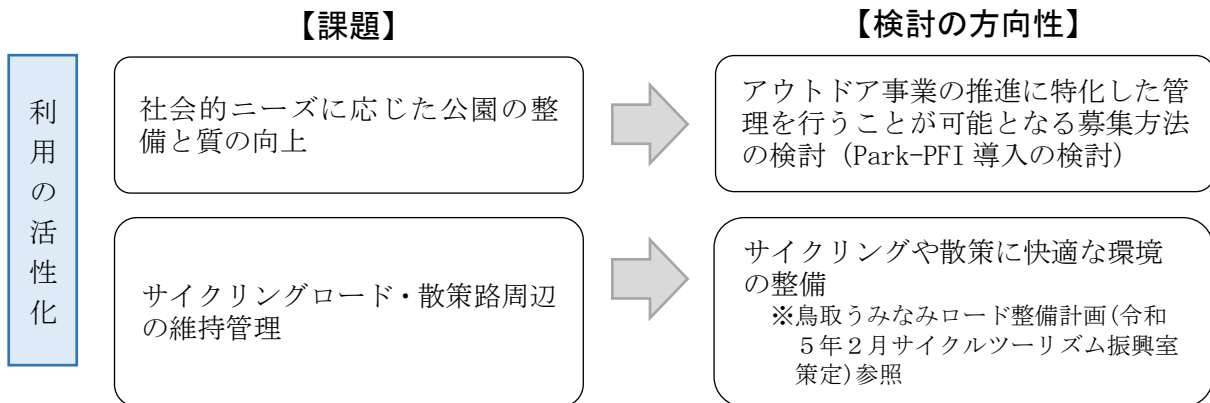 【課題】
【検討の方向性】
利用の活性化
社会的ニーズに応じた公園の整
備と質の向上
アウトドア事業の推進に特化した管
理を行うことが可能となる募集方法
の検討（Park-PFI 導入の検討）
サイクリングロード・散策路周辺
の維持管理
サイクリングや散策に快適な環境
の整備
※鳥取うみなみロード整備計画(令和
５年２月サイクルツーリズム振興室
策定)参照